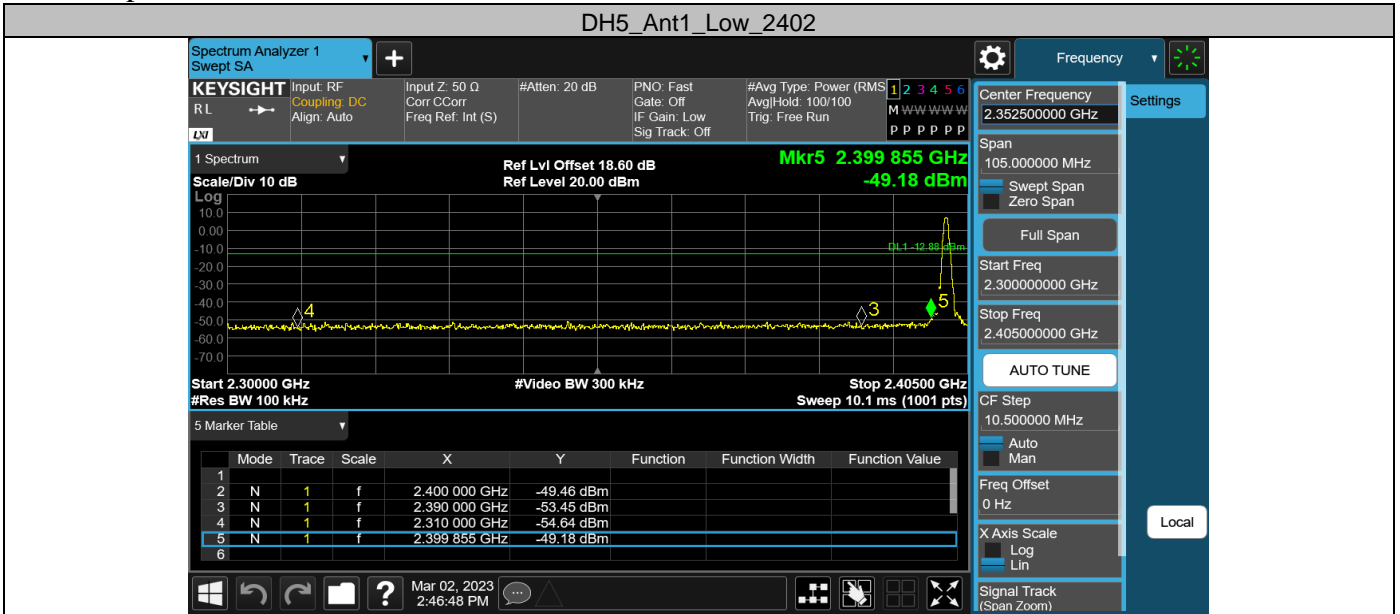 DH5_Ant1_Low_2402
Spectrum Analyzer 1
Swept SA
Frequency
KEYSIGHT
RL
LXI
Input: RF
Coupling: DC
Align: Auto
Input Z: 50 Ω
Corr CCorr
Freq Ref: Int (S)
#Atten: 20 dB
PNO: Fast
Gate: Off
IF Gain: Low
Sig Track: Off
#Avg Type: Power (RMS
Avg|Hold: 100/100
Trig: Free Run
1 2 3 4 5 6
M W W W W W
P P P P P P
1 Spectrum
Scale/Div 10 dB
Ref Lvl Offset 18.60 dB
Ref Level 20.00 dBm
Mkr5 2.399 855 GHz
-49.18 dBm
Log
10.0
0.00
-10.0
-20.0
-30.0
-40.0
-50.0
-60.0
-70.0
DL1 -12.88 dBm
4
3
5
Start 2.30000 GHz
#Res BW 100 kHz
#Video BW 300 kHz
Stop 2.40500 GHz
Sweep 10.1 ms (1001 pts)
5 Marker Table
Mode Trace Scale X Y Function Function Width Function Value
1
2 N 1 f 2.400 000 GHz -49.46 dBm
3 N 1 f 2.390 000 GHz -53.45 dBm
4 N 1 f 2.310 000 GHz -54.64 dBm
5 N 1 f 2.399 855 GHz -49.18 dBm
6
Mar 02, 2023
2:46:48 PM
Center Frequency
2.352500000 GHz
Span
105.000000 MHz
Swept Span
Zero Span
Full Span
Start Freq
2.300000000 GHz
Stop Freq
2.405000000 GHz
AUTO TUNE
CF Step
10.500000 MHz
Auto
Man
Freq Offset
0 Hz
X Axis Scale
Log
Lin
Signal Track
(Span Zoom)
Settings
Local